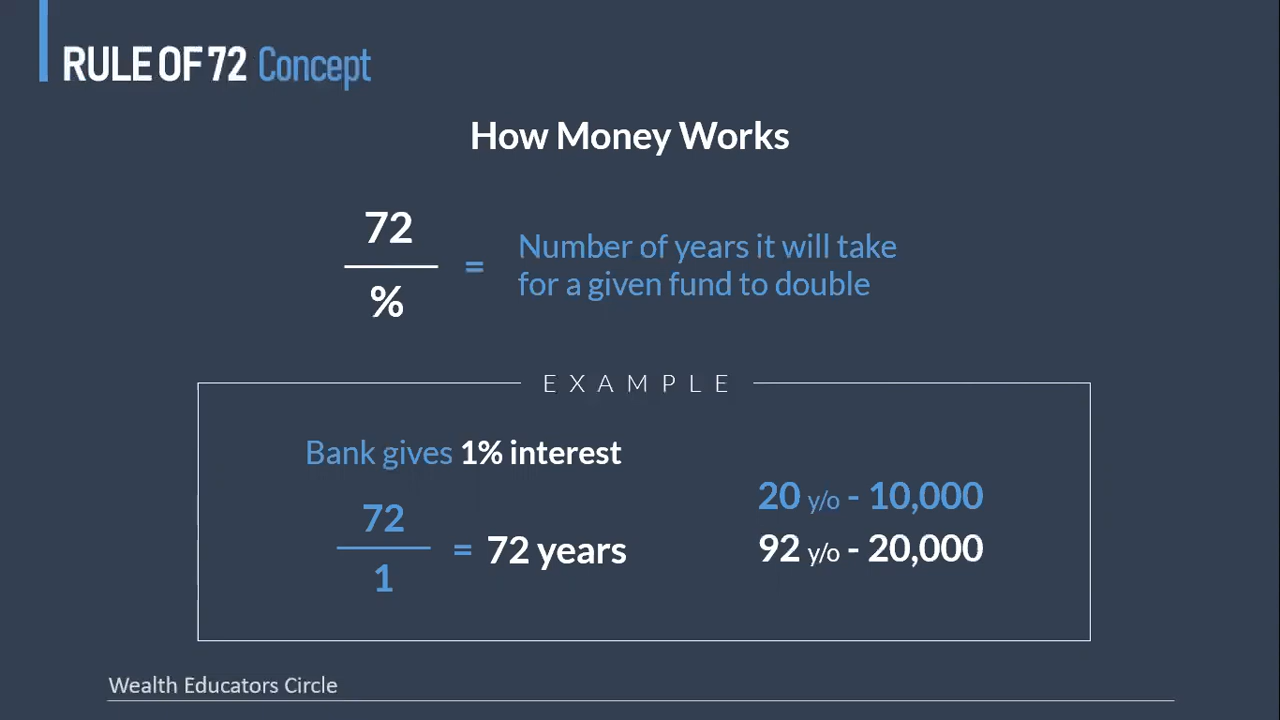 RULE OF 72 Concept
How Money Works
72
%
=
Number of years it will take
for a given fund to double
EXAMPLE
Bank gives 1% interest
72
1
= 72 years
20 y/o - 10,000
92 y/o - 20,000
Wealth Educators Circle